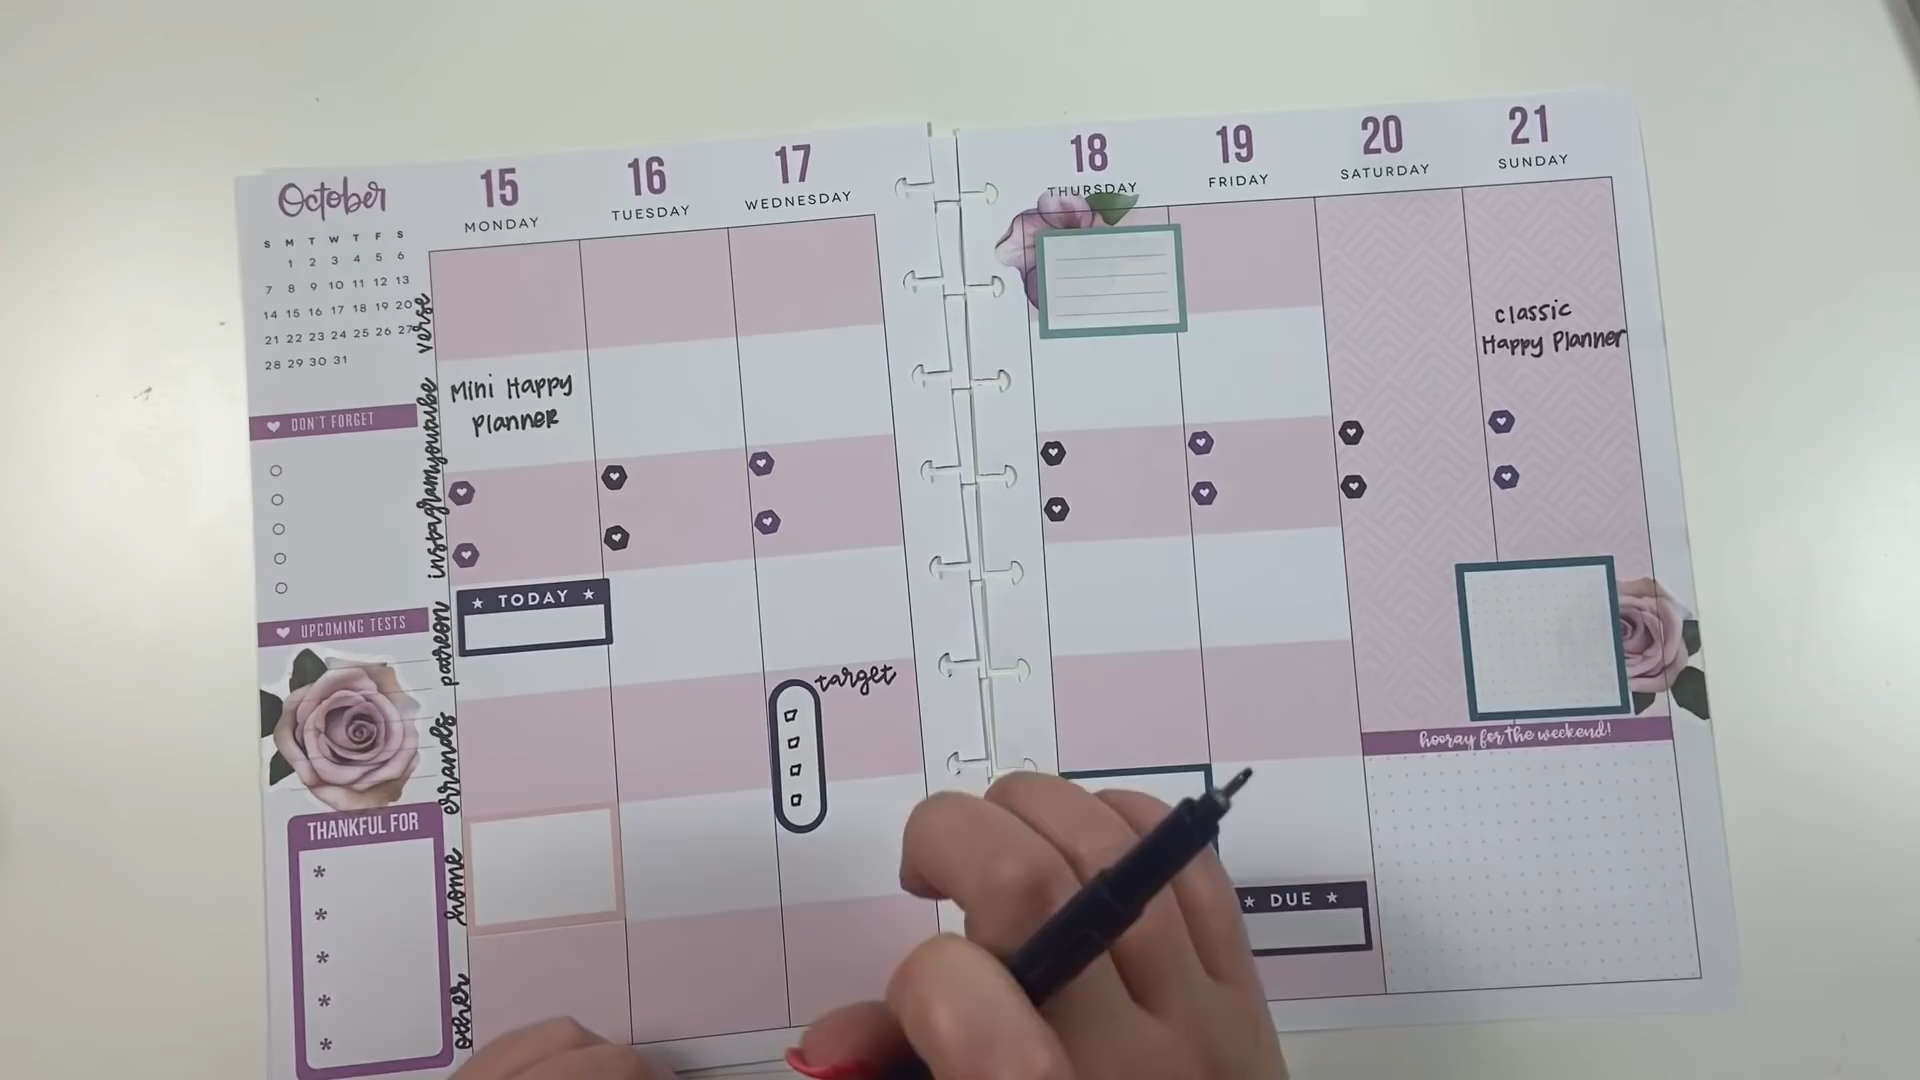 October
S M T W T F S
1 2 3 4 5 6
7 8 9 10 11 12 13
14 15 16 17 18 19 20
21 22 23 24 25 26 27
28 29 30 31
DON'T FORGET
UPCOMING TESTS
THANKFUL FOR
*
*
*
*
*
verse
youtube
instagram
patreon
errands
home
other
15
MONDAY
Mini Happy
Planner
★ TODAY ★
16
TUESDAY
17
WEDNESDAY
target
18
THURSDAY
19
FRIDAY
★ DUE ★
20
SATURDAY
21
SUNDAY
classic
Happy Planner
hooray for the weekend!